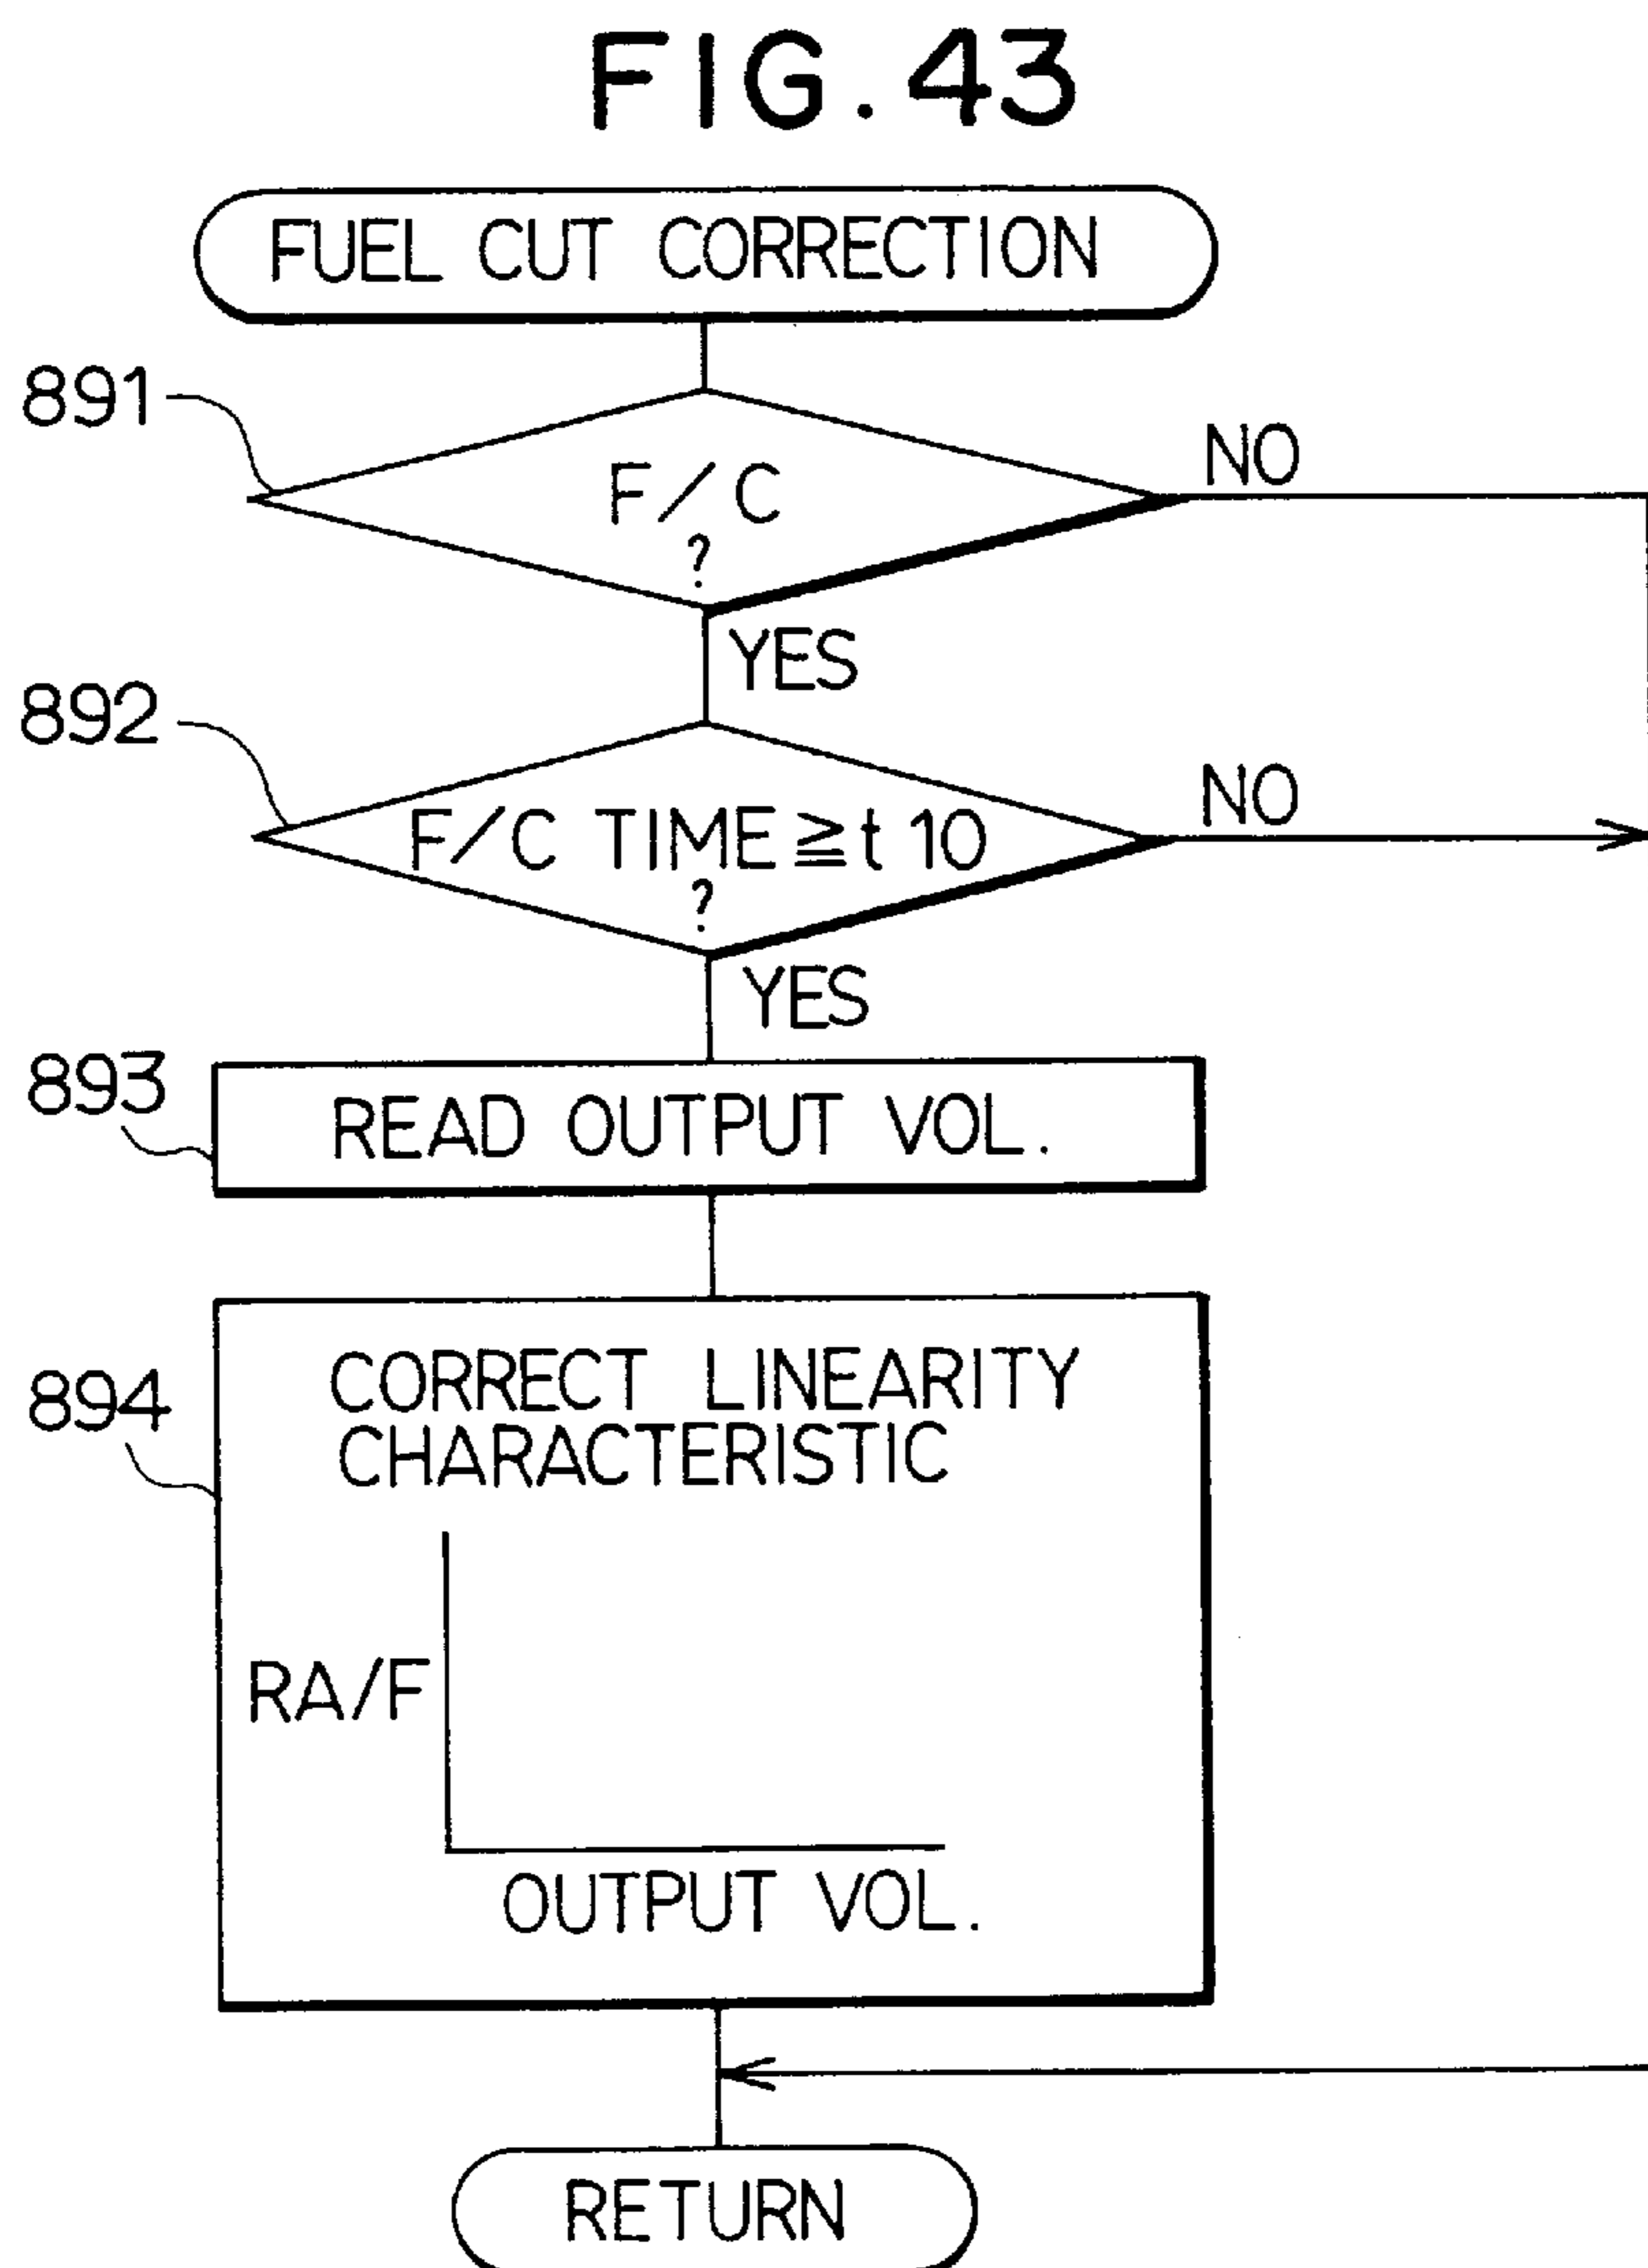 FIG. 43
FUEL CUT CORRECTION
891
F/C
?
NO
YES
892
F/C TIME ≧ t 10
?
NO
YES
893
READ OUTPUT VOL.
894
CORRECT LINEARITY
CHARACTERISTIC
RA/F
OUTPUT VOL.
RETURN